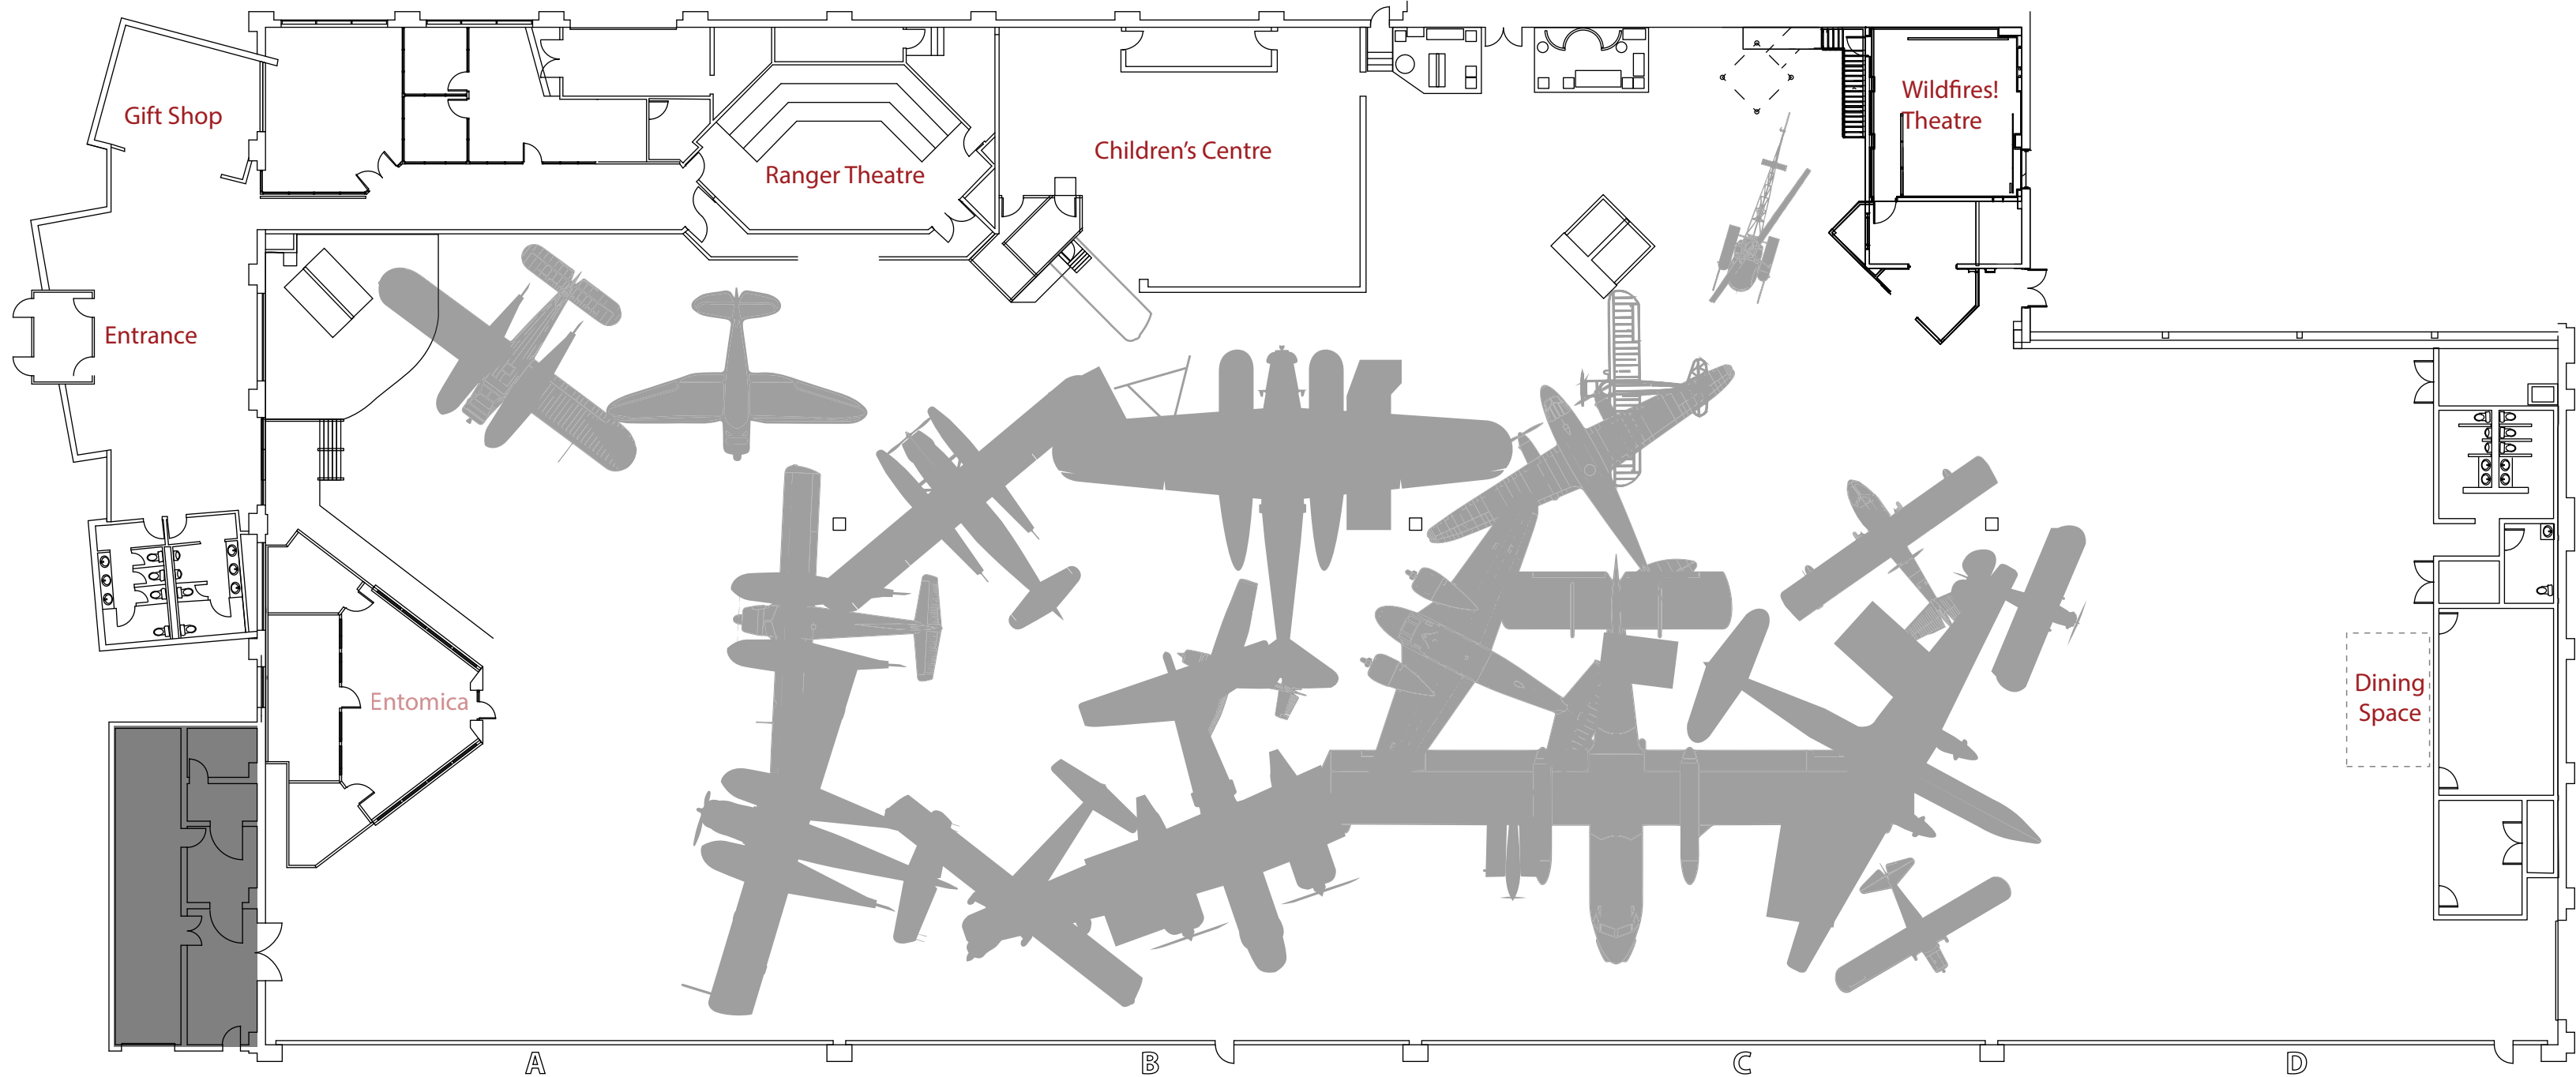 Wildfires!
Theatre
Gift Shop
Children's Centre
Ranger Theatre
Entrance
Entomica
Dining
Space
A
B
C
D